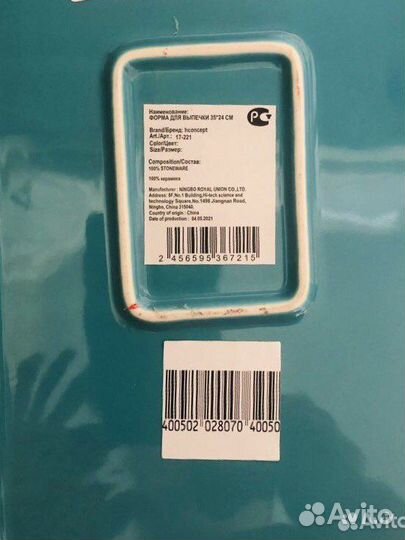 Наименование:
ФОРМА ДЛЯ ВЫПЕЧКИ 35*24 СМ
Brand/Бренд: hconcept
Art./Арт.: 17-221
Color/Цвет:
Size/Размер:
Composition/Состав:
100% STONEWARE
100% керамика
Manufacturer : NINGBO ROYAL UNION CO.,LTD.
Address: 8F,No.1 Building,Hi-tech science and
technology Square,No.1498 Jiangnan Road,
Ningbo, China 315040.
Country of origin : China
Date of production : 04.05.2021
2 456595 367215
400502 028070 40050
Avito
Avito